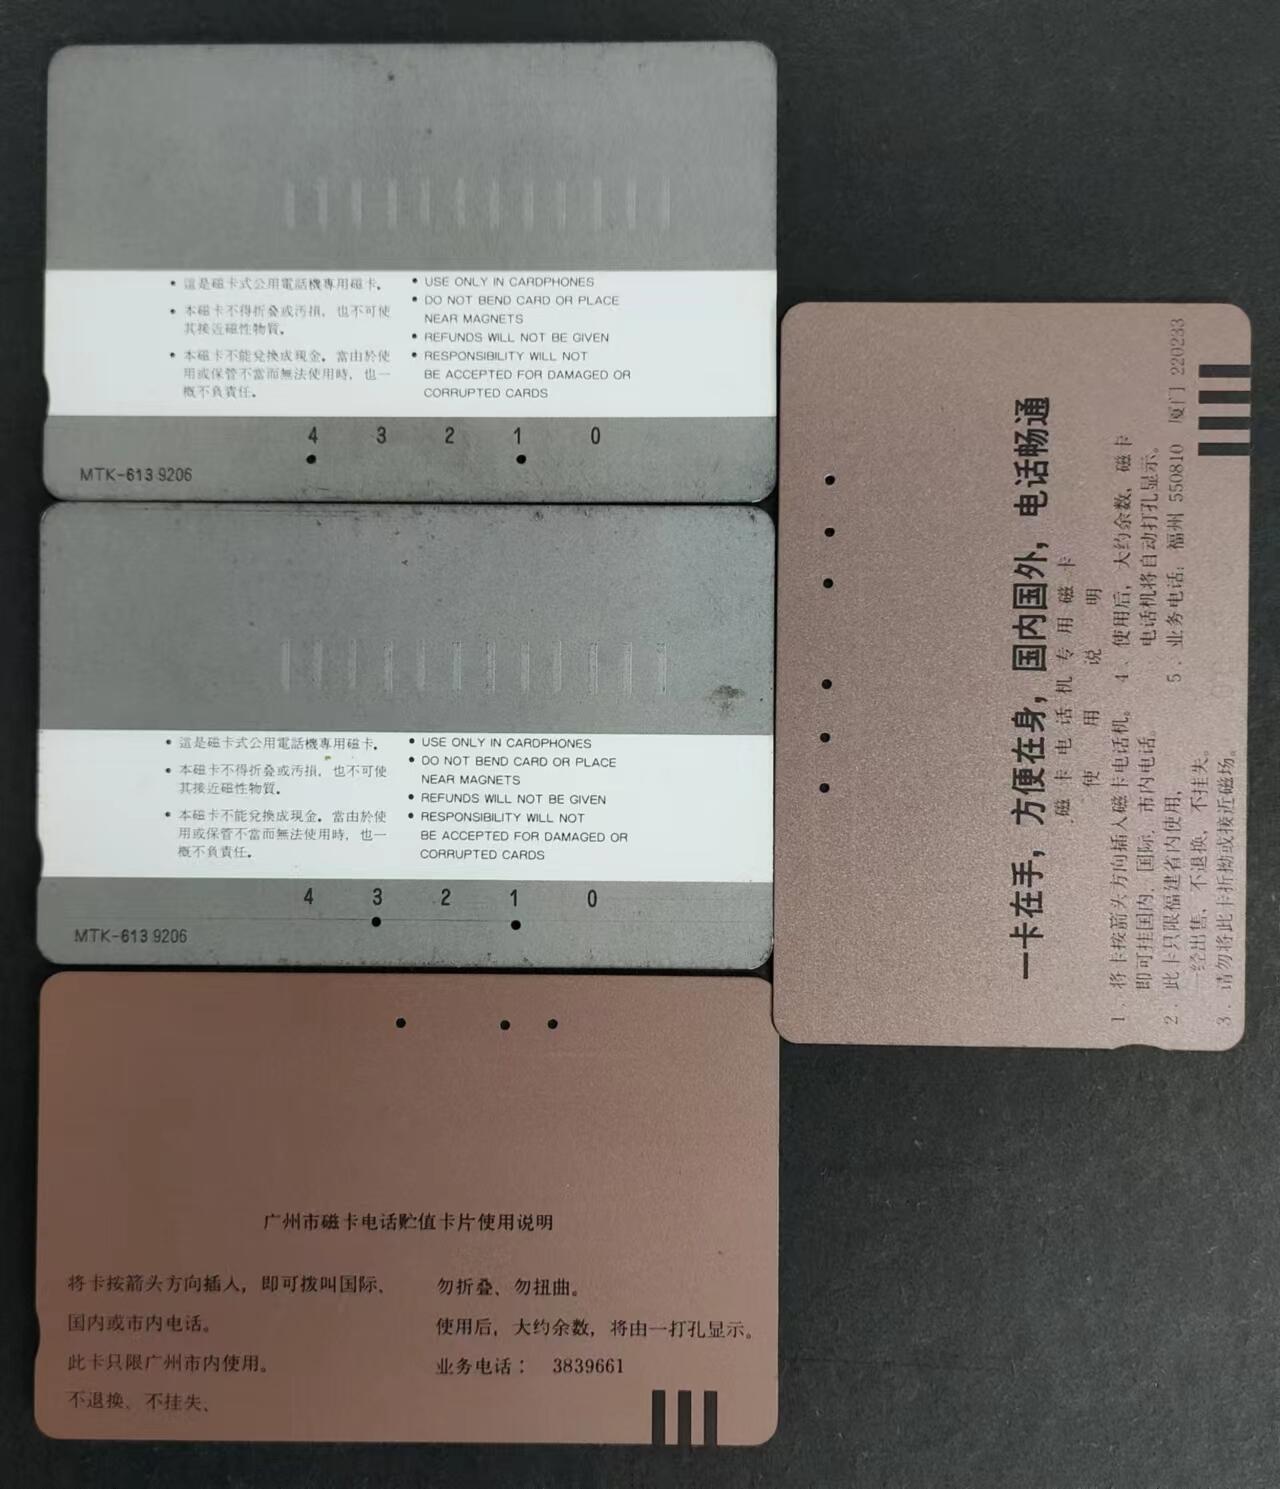 • 這是磁卡式公用電話機專用磁卡。
• 本磁卡不得折叠或汚損，也不可使
其接近磁性物質。
• 本磁卡不能兌換成現金。當由於使
用或保管不當而無法使用時，也一
概不負責任。
• USE ONLY IN CARDPHONES
• DO NOT BEND CARD OR PLACE
NEAR MAGNETS
• REFUNDS WILL NOT BE GIVEN
• RESPONSIBILITY WILL NOT
BE ACCEPTED FOR DAMAGED OR
CORRUPTED CARDS
4 3 2 1 0
MTK-613 9206
• 這是磁卡式公用電話機專用磁卡。
• 本磁卡不得折叠或汚損，也不可使
其接近磁性物質。
• 本磁卡不能兌換成現金。當由於使
用或保管不當而無法使用時，也一
概不負責任。
• USE ONLY IN CARDPHONES
• DO NOT BEND CARD OR PLACE
NEAR MAGNETS
• REFUNDS WILL NOT BE GIVEN
• RESPONSIBILITY WILL NOT
BE ACCEPTED FOR DAMAGED OR
CORRUPTED CARDS
4 3 2 1 0
MTK-613 9206
广州市磁卡电话贮值卡片使用说明
将卡按箭头方向插入，即可拨叫国际、
国内或市内电话。
此卡只限广州市内使用。
不退换、不挂失、
勿折叠、勿扭曲。
使用后，大约余数，将由一打孔显示。
业务电话： 3839661
一卡在手，方便在身，国内国外，电话畅通
磁卡电话机专用磁卡
使用说明
1．将卡按箭头方向插入磁卡电话机。
即可挂国内、国际、市内电话。
2．此卡只限福建省内使用，
一经出售、不退换，不挂失。
3．请勿将此卡折拗或接近磁场。
4．使用后，大约余数，磁卡
电话机将自动打孔显示。
5．业务电话：福州 550810 厦门 220233